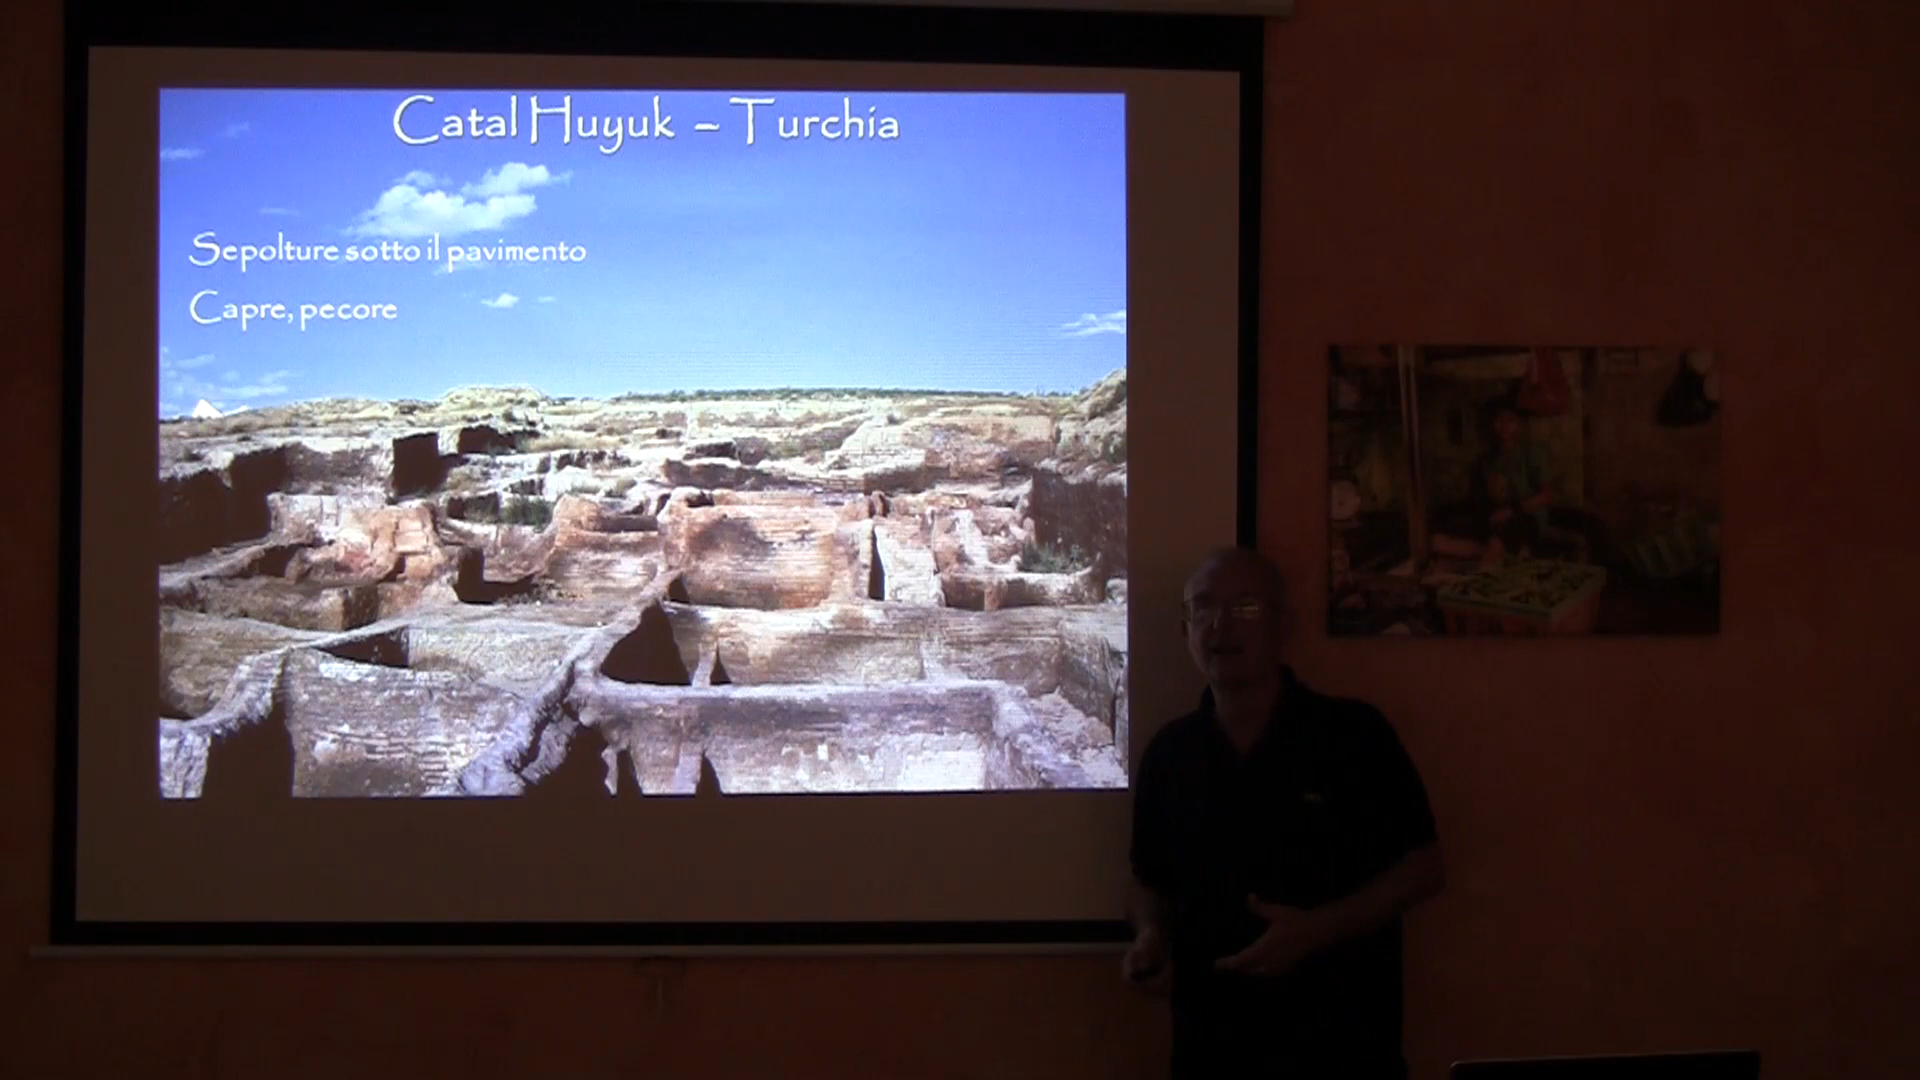 Catal Huyuk – Turchia
Sepolture sotto il pavimento
Capre, pecore